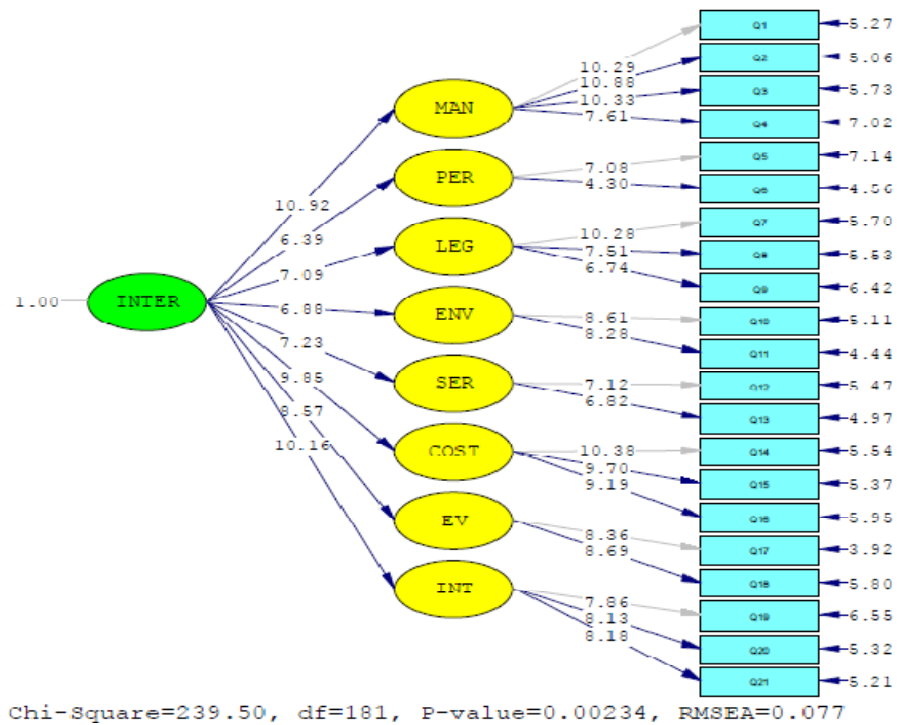 Q1 5.27
Q2 5.06
10.29
10.88
Q3 5.73
10.33
MAN
7.61
Q4 7.02
Q5 7.14
7.08
PER
4.30
Q6 4.56
10.92
Q7 5.70
10.28
6.39
LEG
7.51
Q8 5.53
6.74
7.09
Q9 6.42
1.00 INTER
6.88
ENV
8.61
Q10 5.11
8.28
7.23
Q11 4.44
9.85
SER
7.12
Q12 5.47
6.82
8.57
Q13 4.97
10.16
COST
10.38
Q14 5.54
9.70
9.19
Q15 5.37
Q16 5.95
EV
8.36
Q17 3.92
8.69
Q18 5.80
INT
7.86
Q19 6.55
8.13
8.18
Q20 5.32
Q21 5.21
Chi-Square=239.50, df=181, P-value=0.00234, RMSEA=0.077